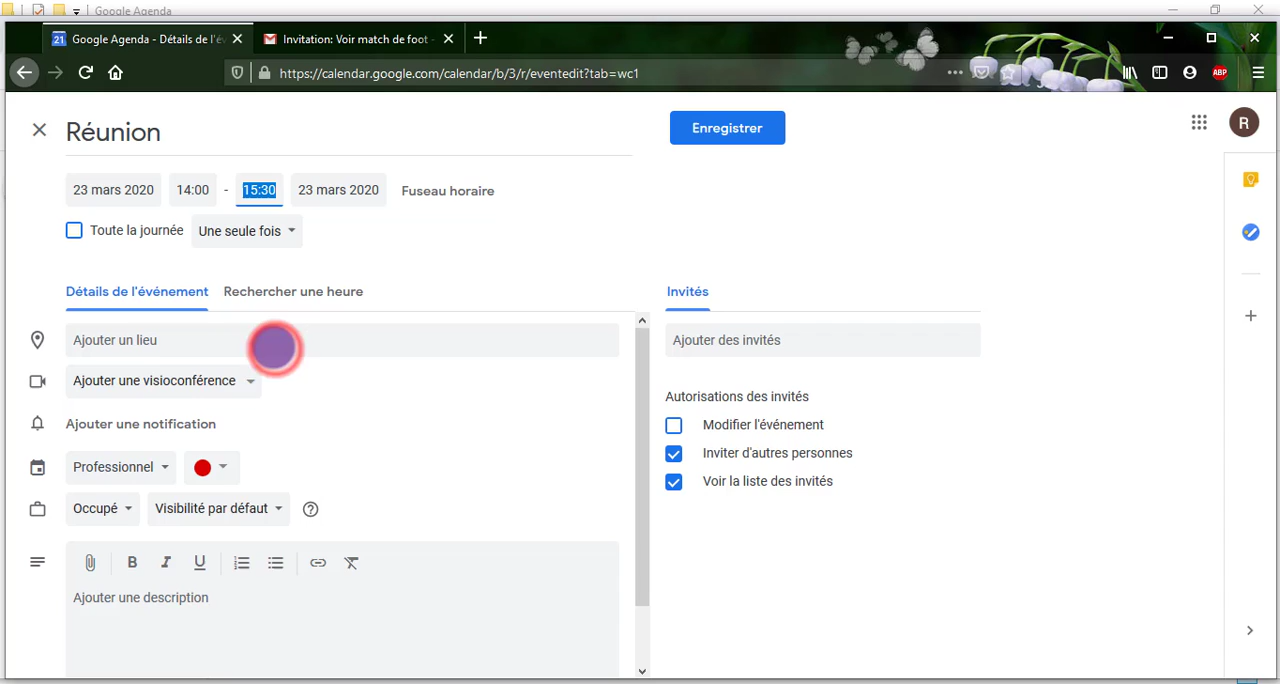 Google Agenda
21 Google Agenda - Détails de l'év
Invitation: Voir match de foot -
https://calendar.google.com/calendar/b/3/r/eventedit?tab=wc1
ABP
Réunion
Enregistrer
R
23 mars 2020 14:00 - 15:30 23 mars 2020 Fuseau horaire
Toute la journée Une seule fois
Détails de l'événement Rechercher une heure
Invités
Ajouter un lieu
Ajouter des invités
Ajouter une visioconférence
Autorisations des invités
Ajouter une notification
Modifier l'événement
Inviter d'autres personnes
Professionnel
Voir la liste des invités
Occupé Visibilité par défaut ?
B I U
Ajouter une description